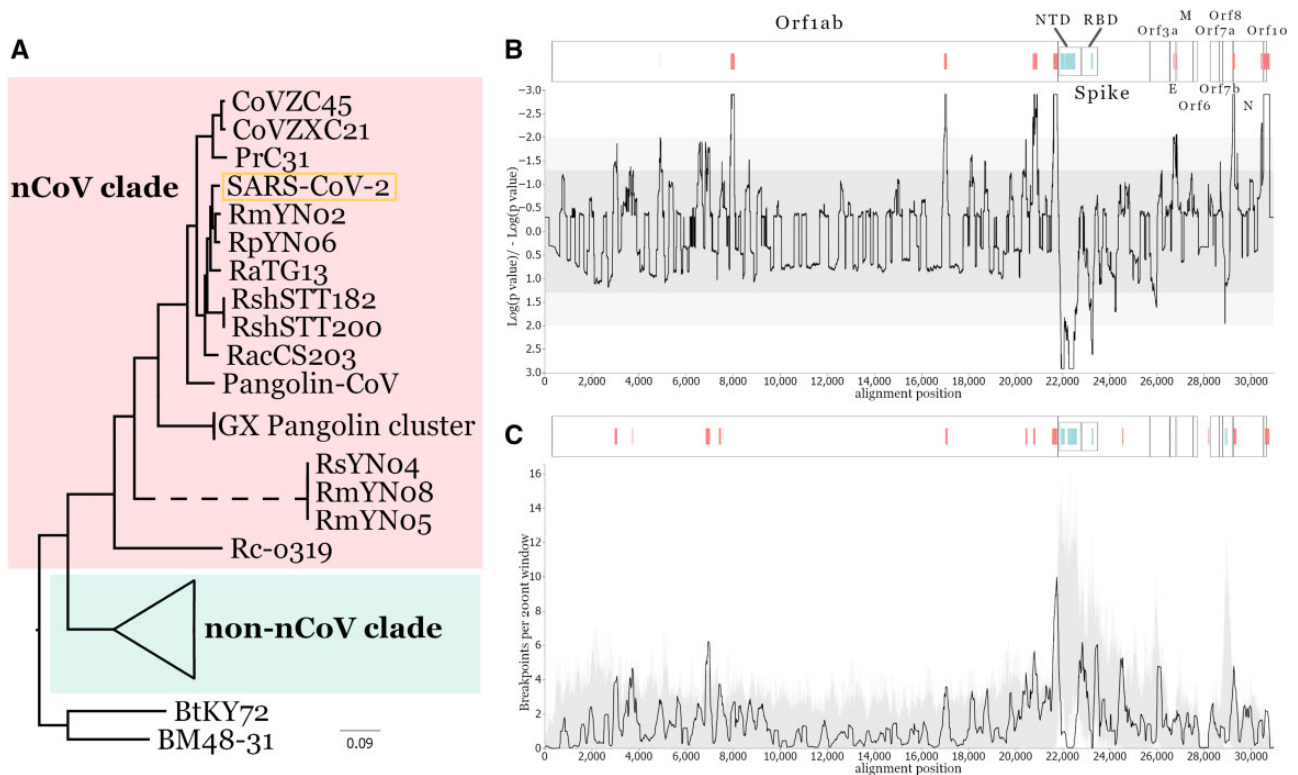 A
nCoV clade
CoVZC45
CoVZXC21
PrC31
SARS-CoV-2
RmYN02
RpYN06
RaTG13
RshSTT182
RshSTT200
RacCS203
Pangolin-CoV
GX Pangolin cluster
RsYN04
RmYN08
RmYN05
Rc-0319
non-nCoV clade
BtKY72
BM48-31
0.09
B
Orf1ab
NTD
RBD
Orf3a
M
Orf7a
Orf8
Orf10
Spike
E
Orf6
Orf7b
N
Log(p value)/ - Log(p value)
−3.0
−2.5
−2.0
−1.5
−1.0
−0.5
0.0
0.5
1.0
1.5
2.0
2.5
3.0
0 2,000 4,000 6,000 8,000 10,000 12,000 14,000 16,000 18,000 20,000 22,000 24,000 26,000 28,000 30,000
alignment position
C
Breakpoints per 200nt window
16
14
12
10
8
6
4
2
0
0 2,000 4,000 6,000 8,000 10,000 12,000 14,000 16,000 18,000 20,000 22,000 24,000 26,000 28,000 30,000
alignment position